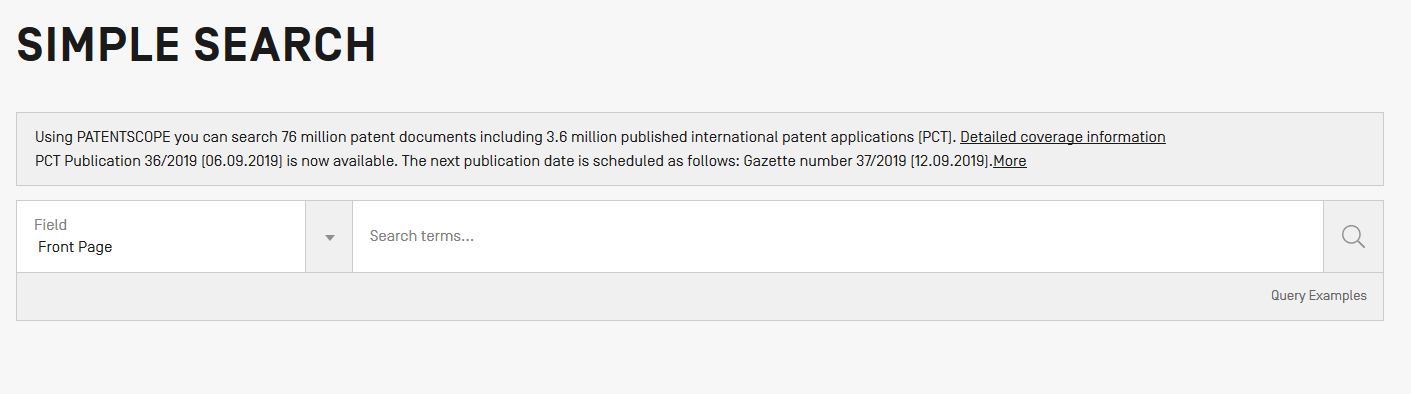 SIMPLE SEARCH
Using PATENTSCOPE you can search 76 million patent documents including 3.6 million published international patent applications (PCT). Detailed coverage information
PCT Publication 36/2019 [06.09.2019] is now available. The next publication date is scheduled as follows: Gazette number 37/2019 [12.09.2019].More
Field
Front Page
Search terms...
Query Examples